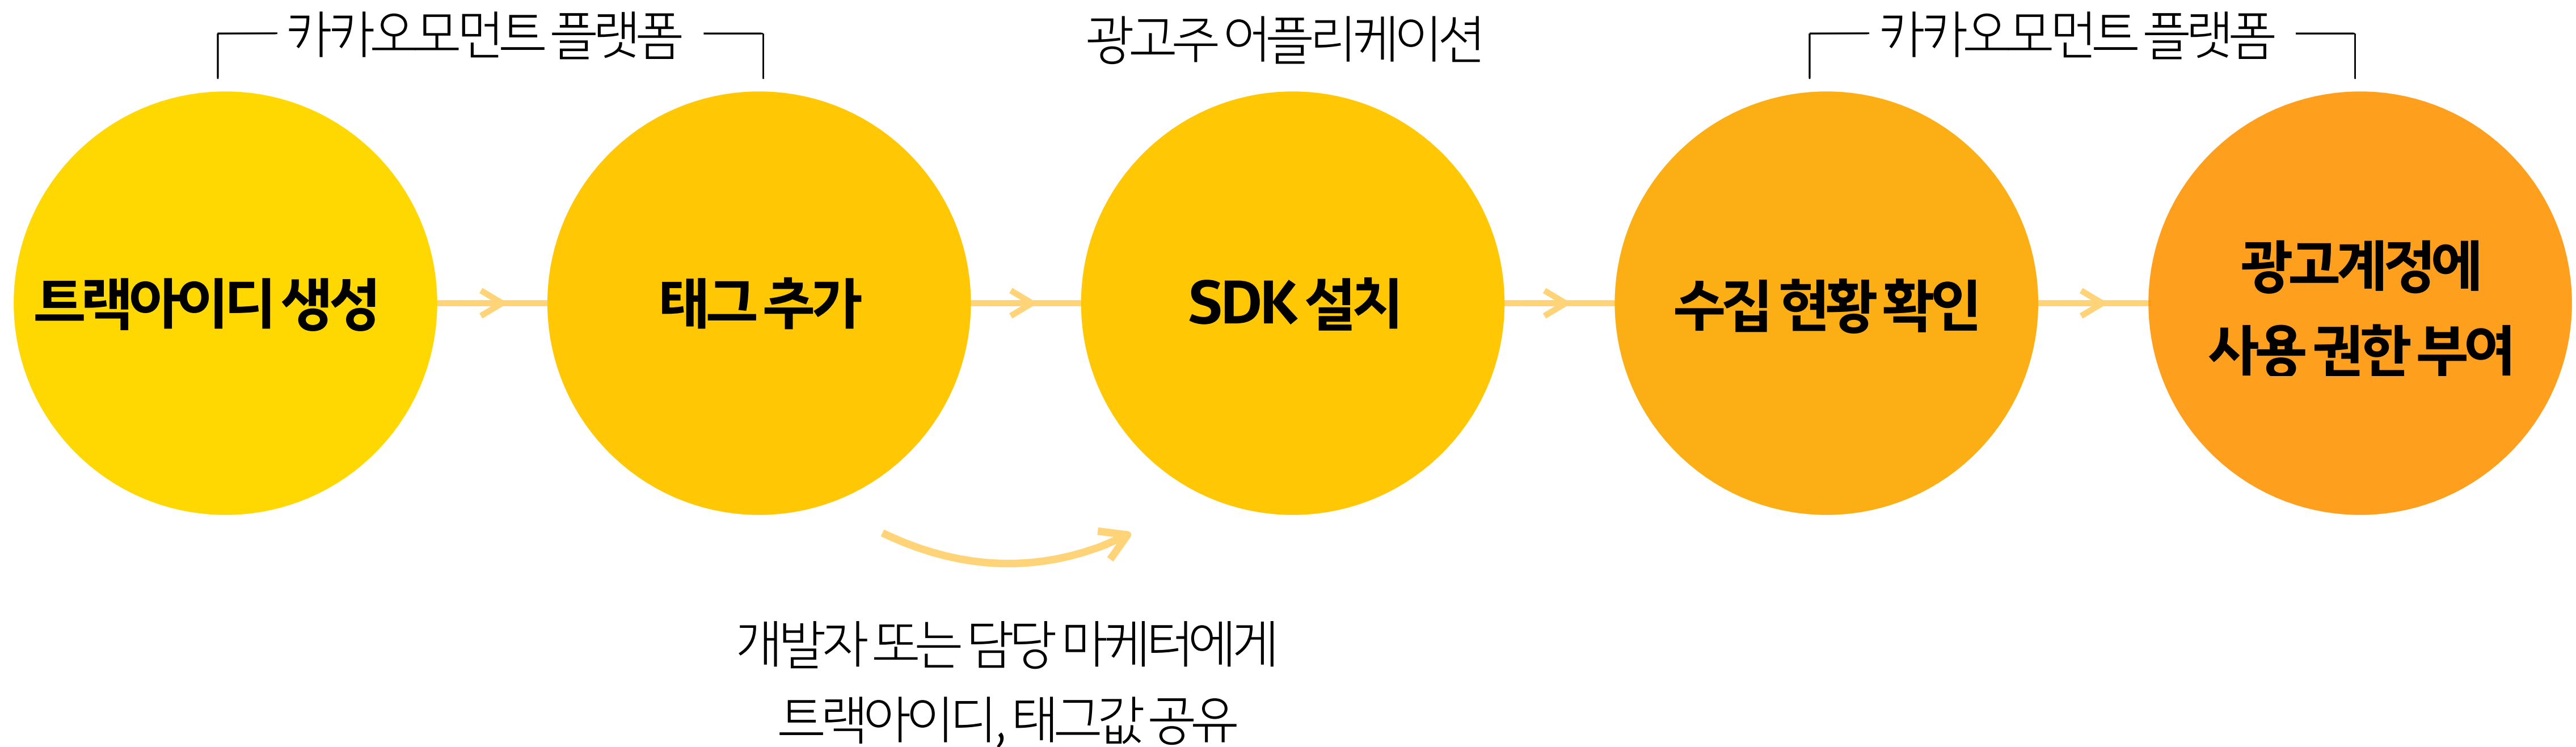 카카오모먼트 플랫폼
광고주 어플리케이션
카카오모먼트 플랫폼
트랙아이디 생성
태그 추가
SDK 설치
수집 현황 확인
광고계정에
사용 권한 부여
개발자 또는 담당 마케터에게
트랙아이디, 태그값 공유